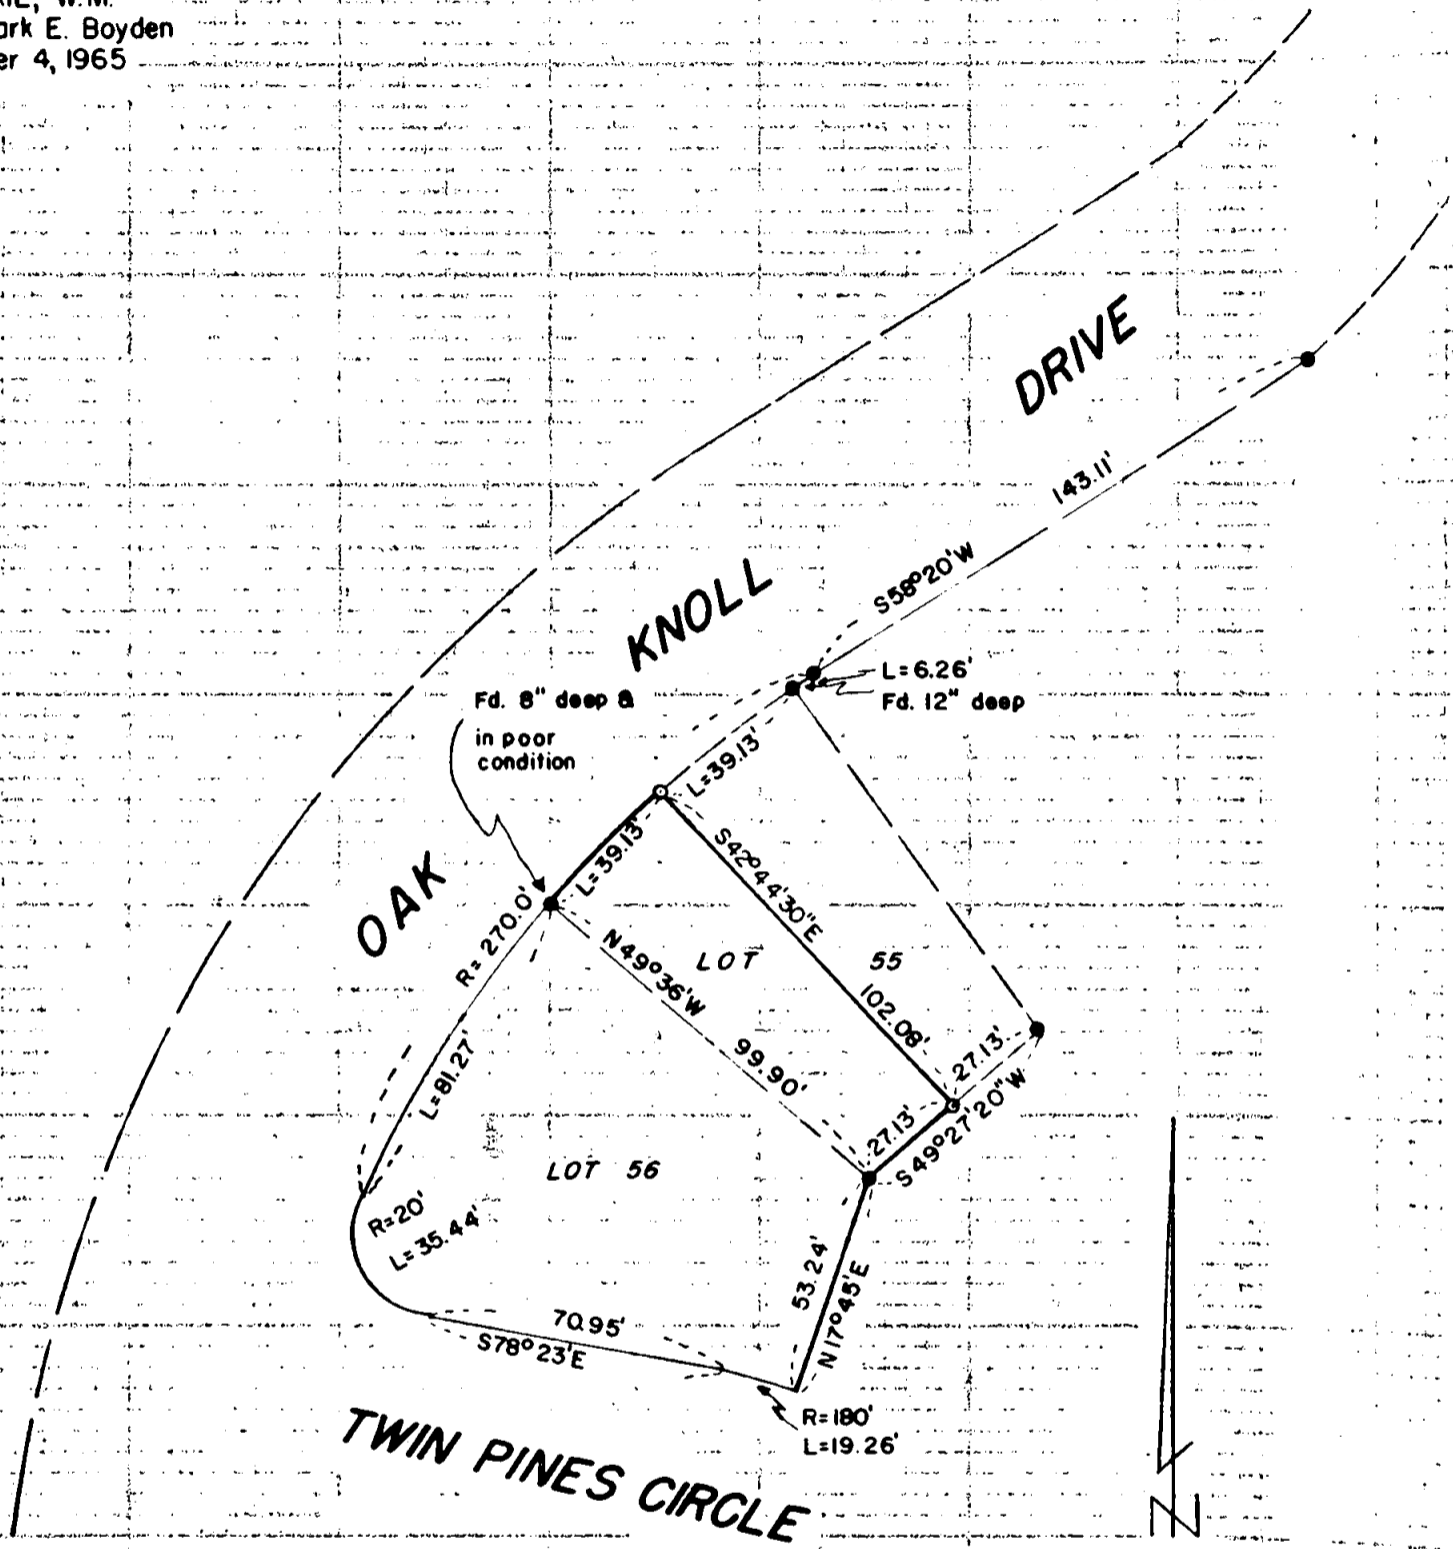 ark E. Boyden
er 4, 1965
DRIVE
143.11'
S58°20'W
KNOLL
L=6.26'
Fd. 12" deep
Fd. 8" deep &
in poor
condition
L=39.13'
L=39.13'
OAK
R=270.0'
S42°44'30"E
102.08'
LOT 55
N49°36'W
99.90'
27.13'
27.13'
S49°27'20"W
L=81.27'
LOT 56
R=20'
L=35.44'
53.24'
N17°45'E
70.95'
S78°23'E
R=180'
L=19.26'
TWIN PINES CIRCLE
N